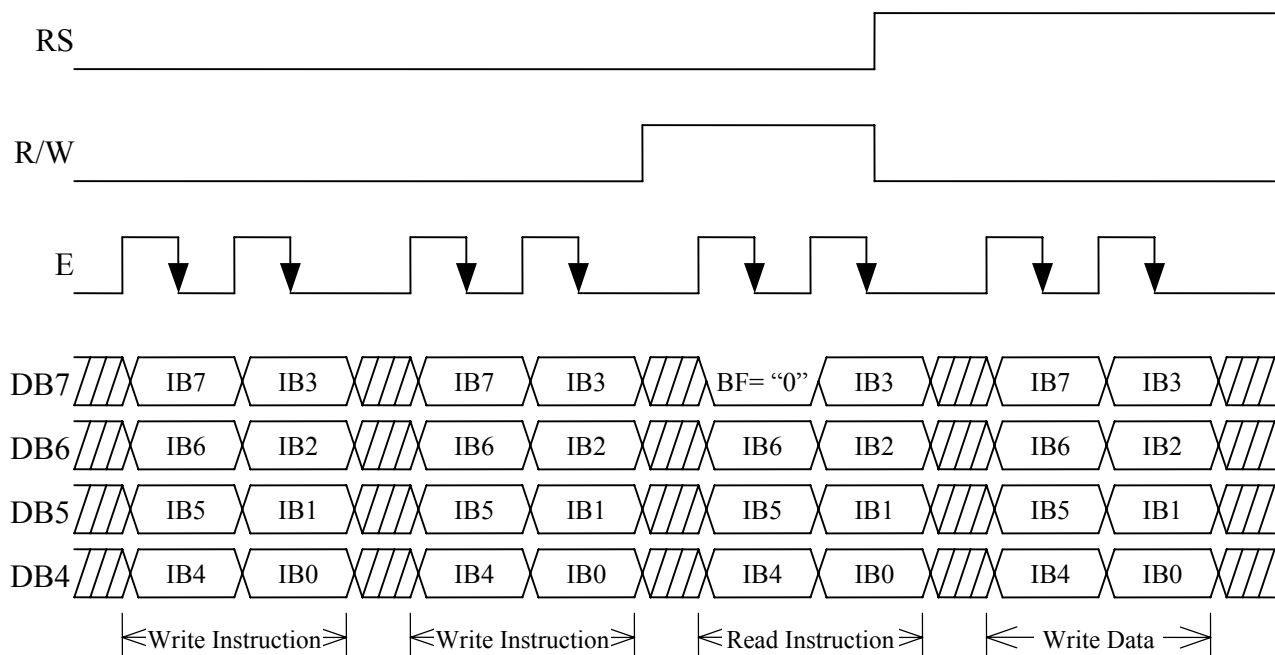 RS
R/W
E
DB7 IB7 IB3 IB7 IB3 BF= “0” IB3 IB7 IB3
DB6 IB6 IB2 IB6 IB2 IB6 IB2 IB6 IB2
DB5 IB5 IB1 IB5 IB1 IB5 IB1 IB5 IB1
DB4 IB4 IB0 IB4 IB0 IB4 IB0 IB4 IB0
Write Instruction Write Instruction Read Instruction Write Data